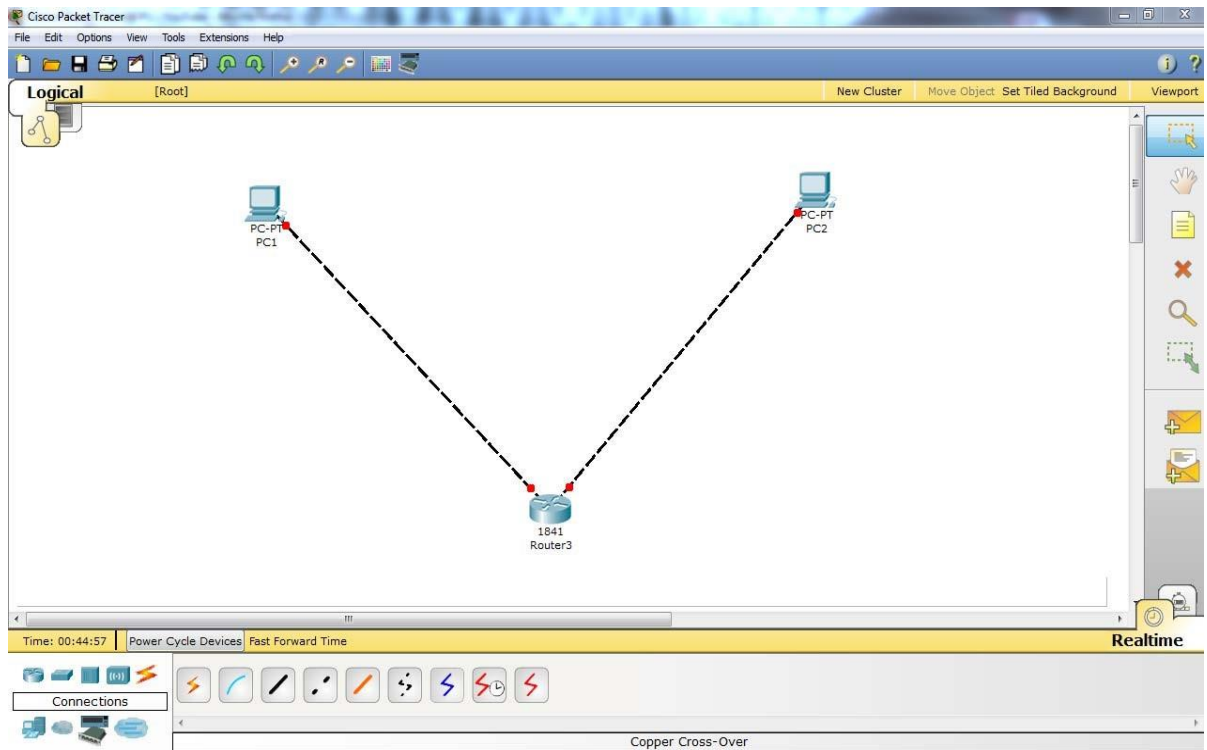 Cisco Packet Tracer
File Edit Options View Tools Extensions Help
Logical [Root] New Cluster Move Object Set Tiled Background Viewport
PC-PT
PC1
PC-PT
PC2
1841
Router3
Time: 00:44:57 Power Cycle Devices Fast Forward Time Realtime
Connections
Copper Cross-Over